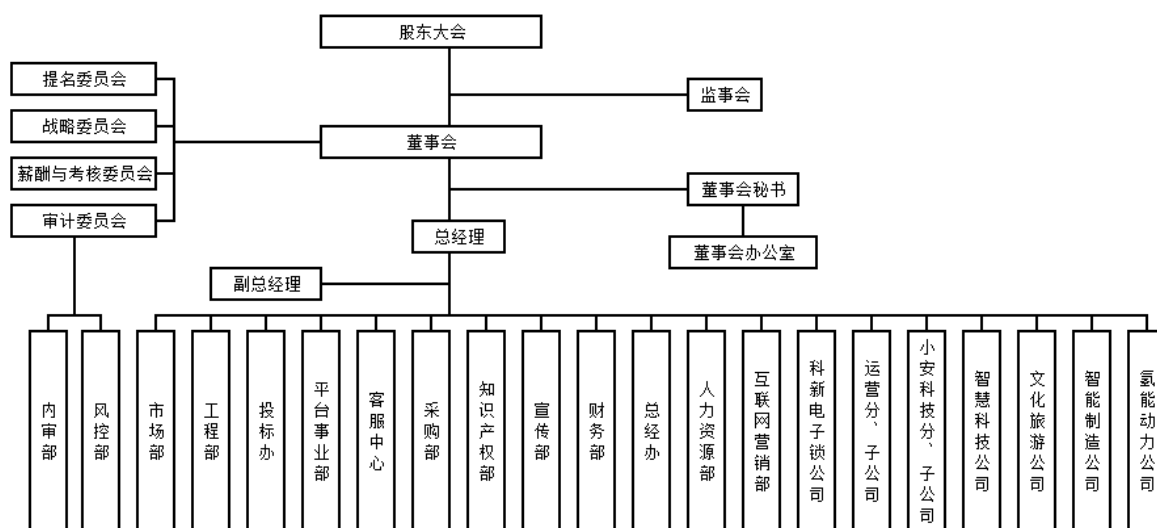 股东大会
提名委员会
监事会
战略委员会
董事会
薪酬与考核委员会
董事会秘书
审计委员会
总经理
董事会办公室
副总经理
内审部
风控部
市场部
工程部
投标办
平台事业部
客服中心
采购部
知识产权部
宣传部
财务部
总经办
人力资源部
互联网营销部
科新电子锁公司
运营分、子公司
小安科技分、子公司
智慧科技公司
文化旅游公司
智能制造公司
氢能动力公司